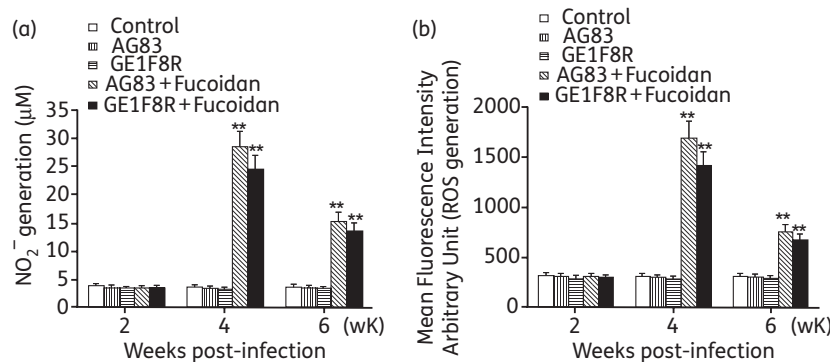 (a)
Control
AG83
GE1F8R
AG83+Fucoidan
GE1F8R+Fucoidan
NO₂⁻ generation (µM)
35
30
25
20
15
10
5
0
** **
** **
2 4 6 (wK)
Weeks post-infection
(b)
Control
AG83
GE1F8R
AG83+Fucoidan
GE1F8R+Fucoidan
Mean Fluorescence Intensity
Arbitrary Unit (ROS generation)
2000
1500
1000
500
0
** **
** **
2 4 6 (wK)
Weeks post-infection